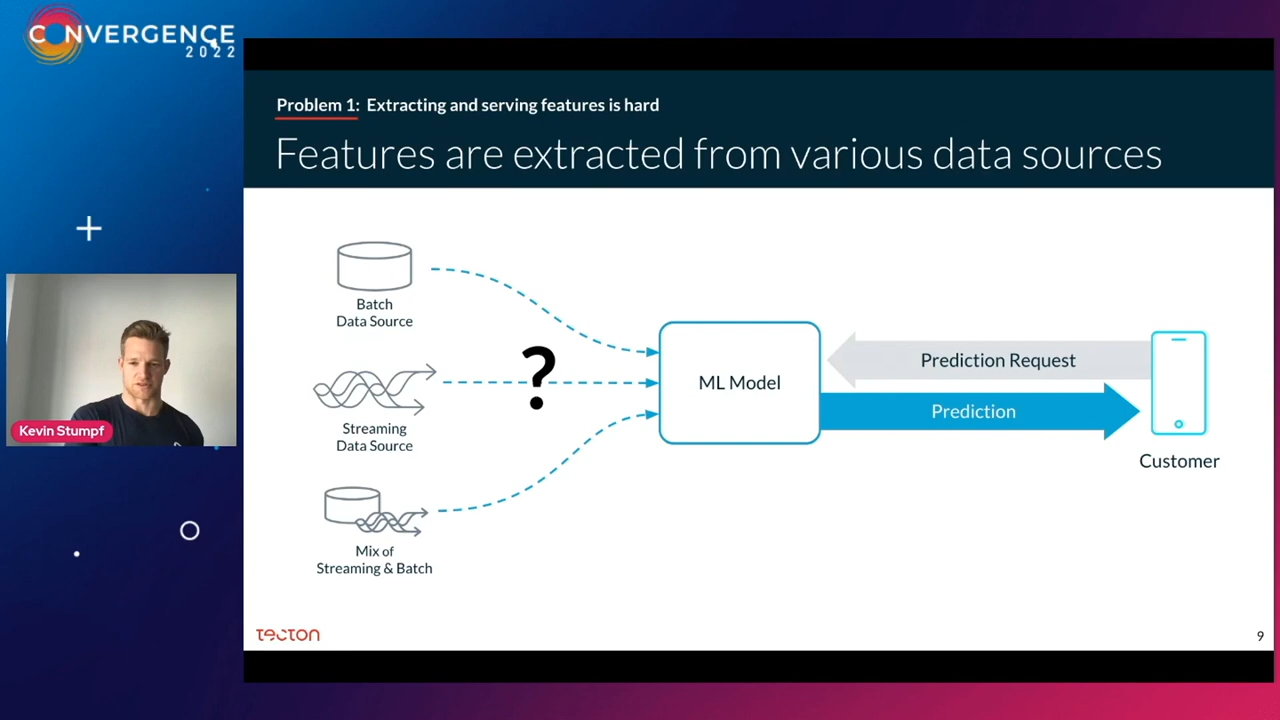 CONVERGENCE
2022
Problem 1: Extracting and serving features is hard
Features are extracted from various data sources
Batch
Data Source
?
Streaming
Data Source
Mix of
Streaming & Batch
ML Model
Prediction Request
Prediction
Customer
Kevin Stumpf
tecton
9